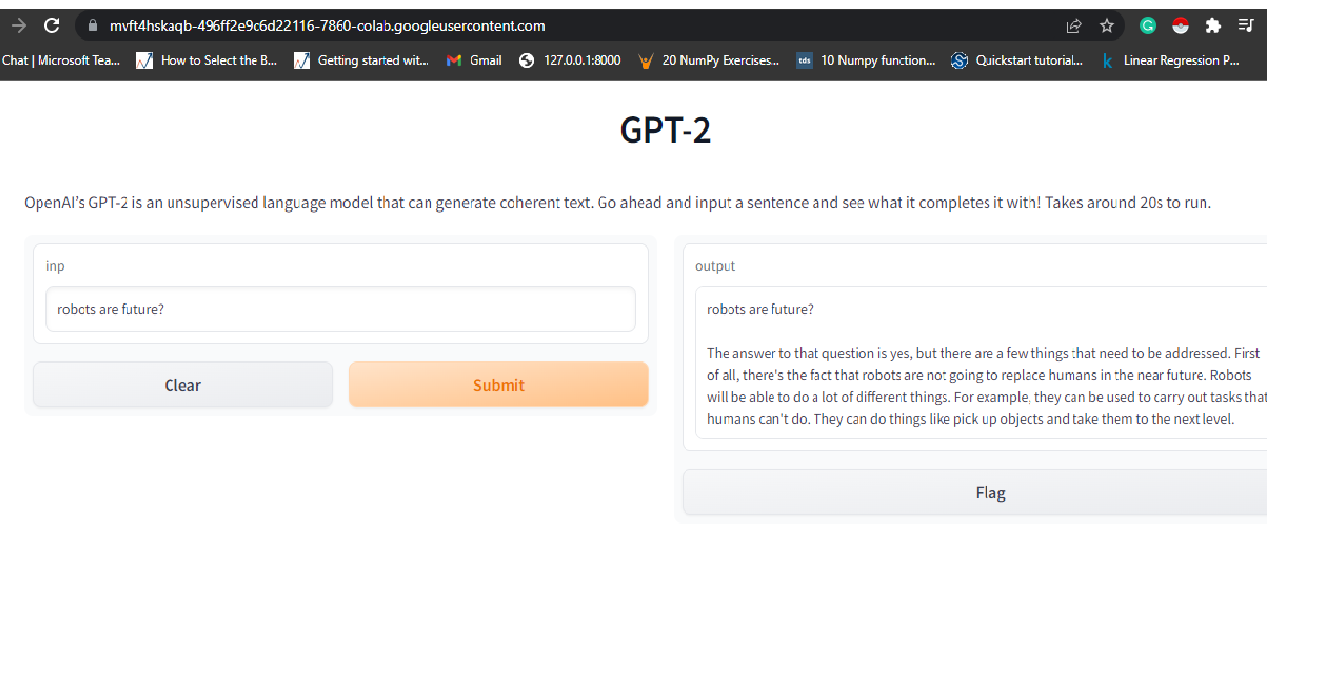 mvft4hskaqb-496ff2e9c6d22116-7860-colab.googleusercontent.com
Chat | Microsoft Tea... How to Select the B... Getting started wit... Gmail 127.0.0.1:8000 20 NumPy Exercises... tds 10 Numpy function... Quickstart tutorial... k Linear Regression P...
GPT-2
OpenAI's GPT-2 is an unsupervised language model that can generate coherent text. Go ahead and input a sentence and see what it completes it with! Takes around 20s to run.
inp
robots are future?
Clear Submit
output
robots are future?
The answer to that question is yes, but there are a few things that need to be addressed. First
of all, there's the fact that robots are not going to replace humans in the near future. Robots
will be able to do a lot of different things. For example, they can be used to carry out tasks that
humans can't do. They can do things like pick up objects and take them to the next level.
Flag